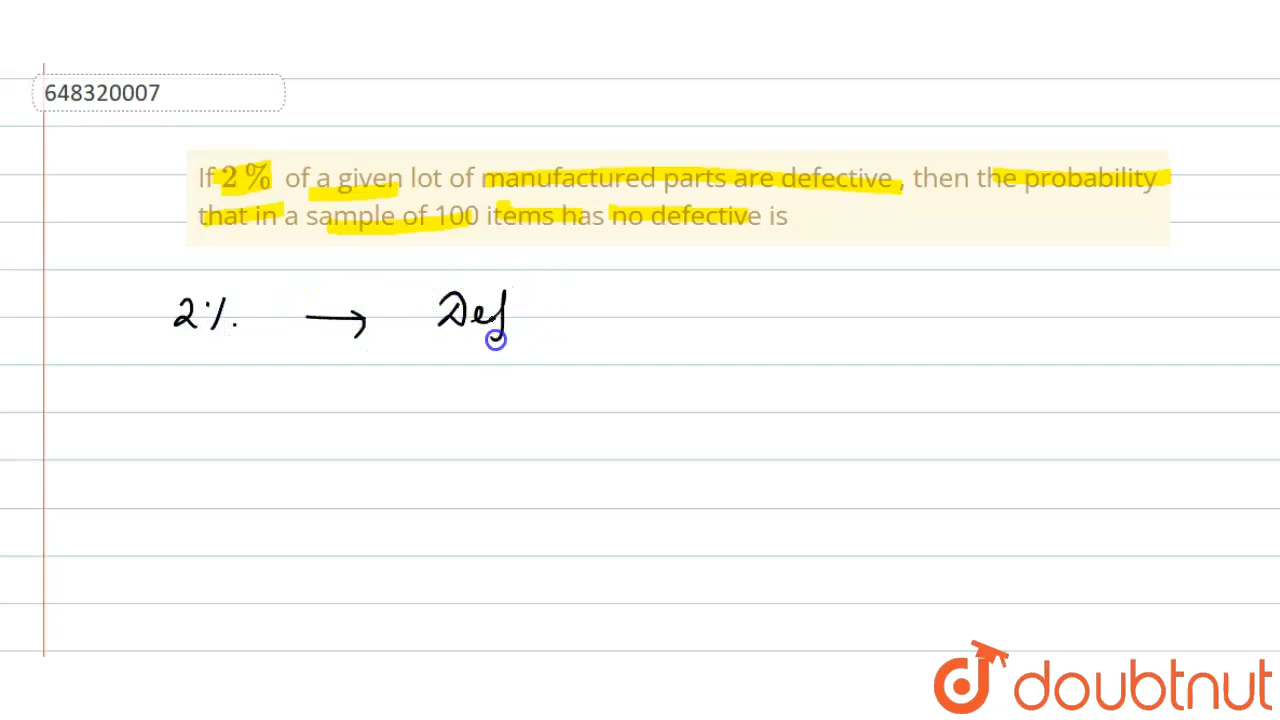 648320007
If 2% of a given lot of manufactured parts are defective , then the probability
that in a sample of 100 items has no defective is
2% → Def
doubtnut